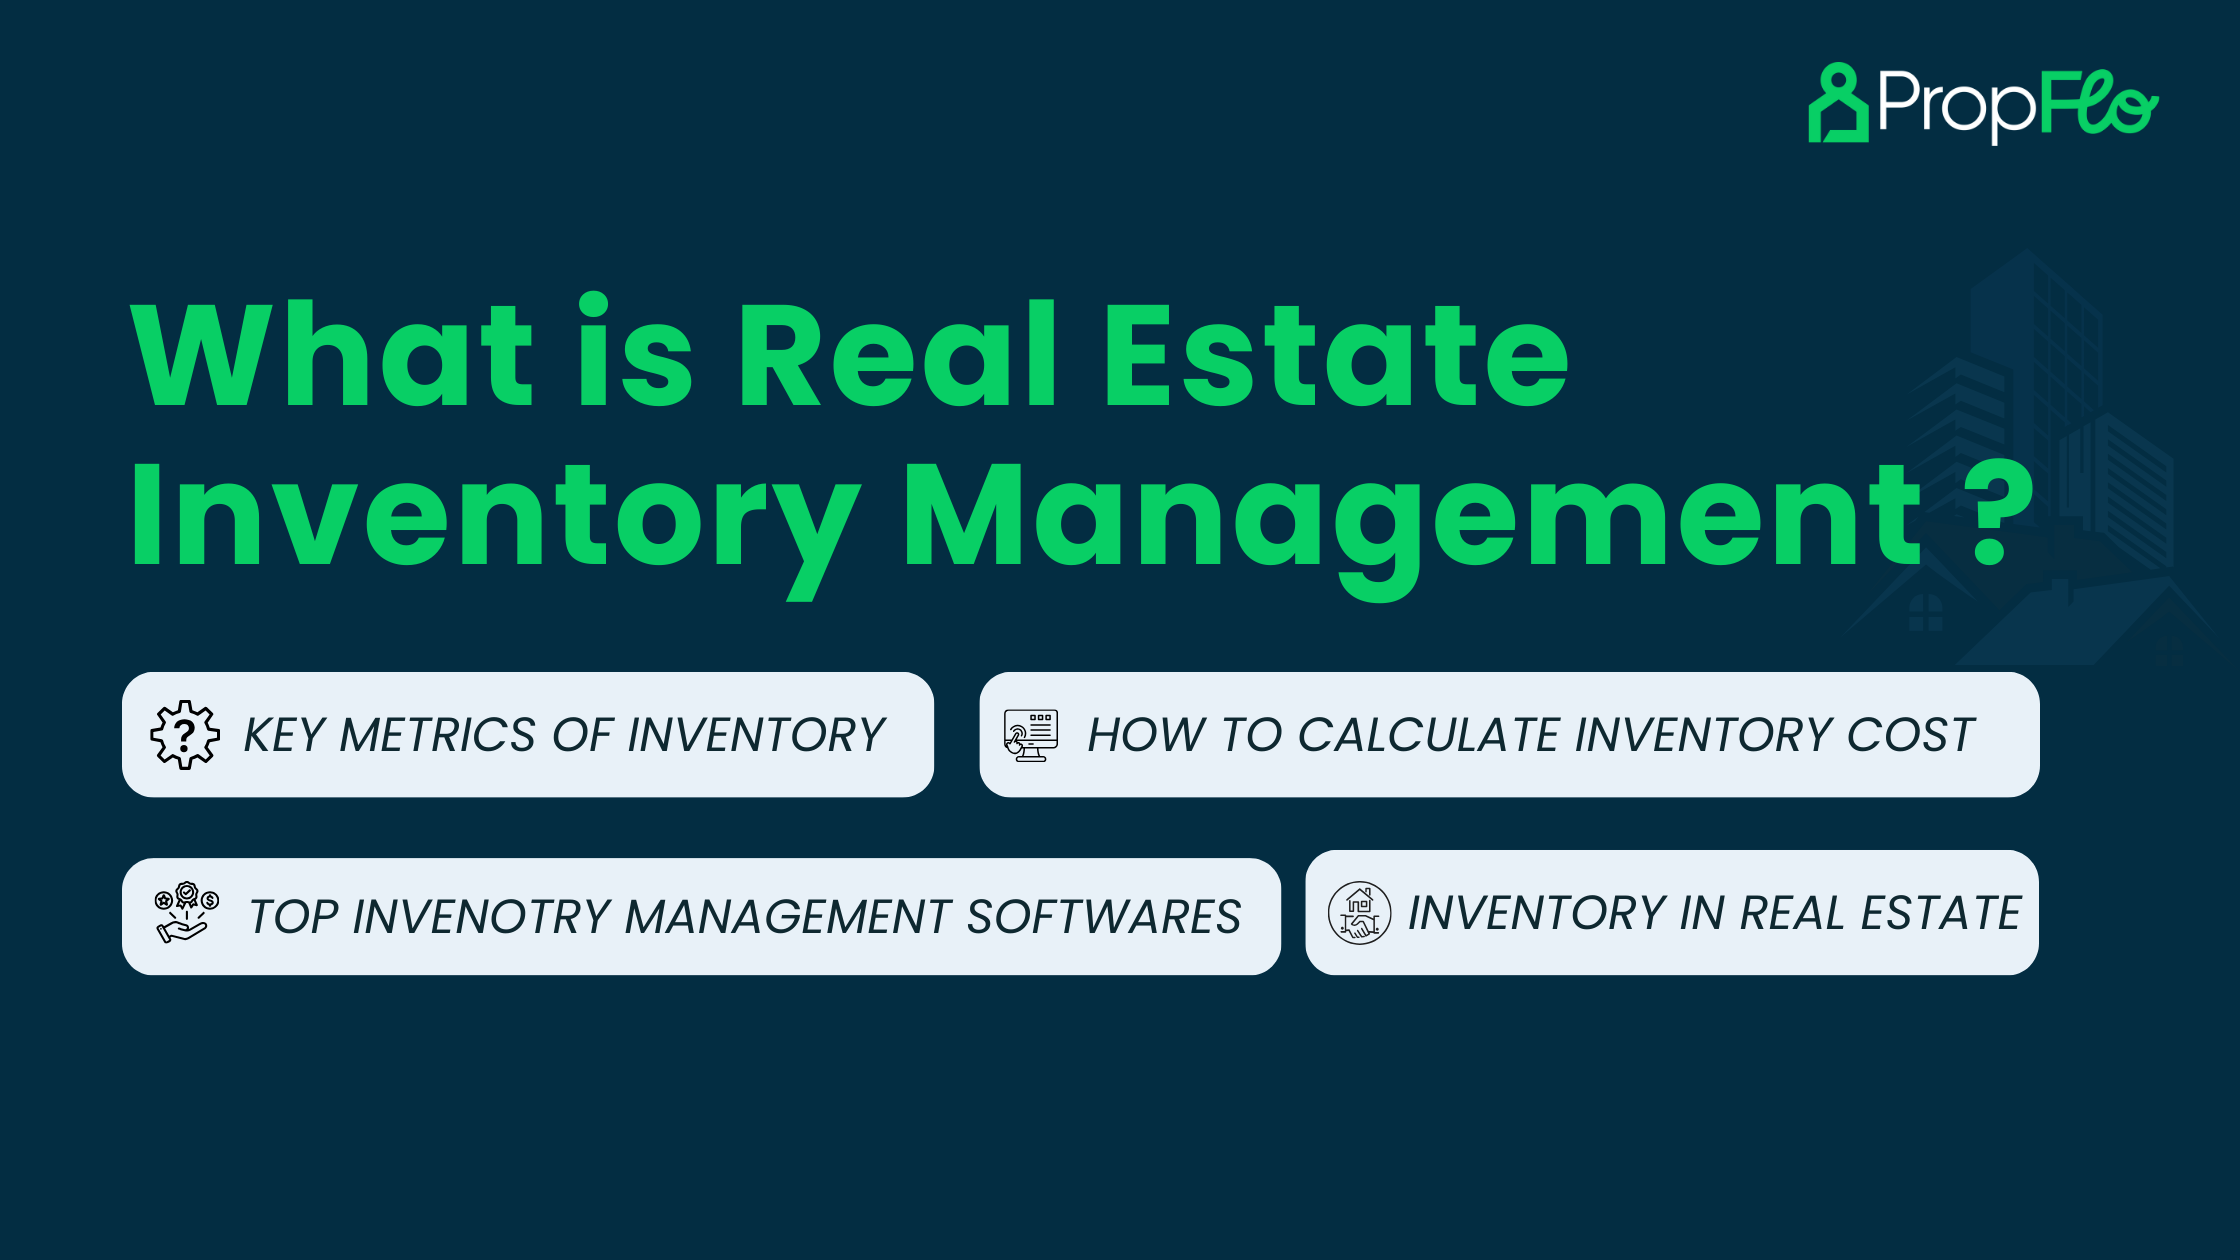 PropFlo
What is Real Estate
Inventory Management ?
KEY METRICS OF INVENTORY
HOW TO CALCULATE INVENTORY COST
TOP INVENOTRY MANAGEMENT SOFTWARES
INVENTORY IN REAL ESTATE